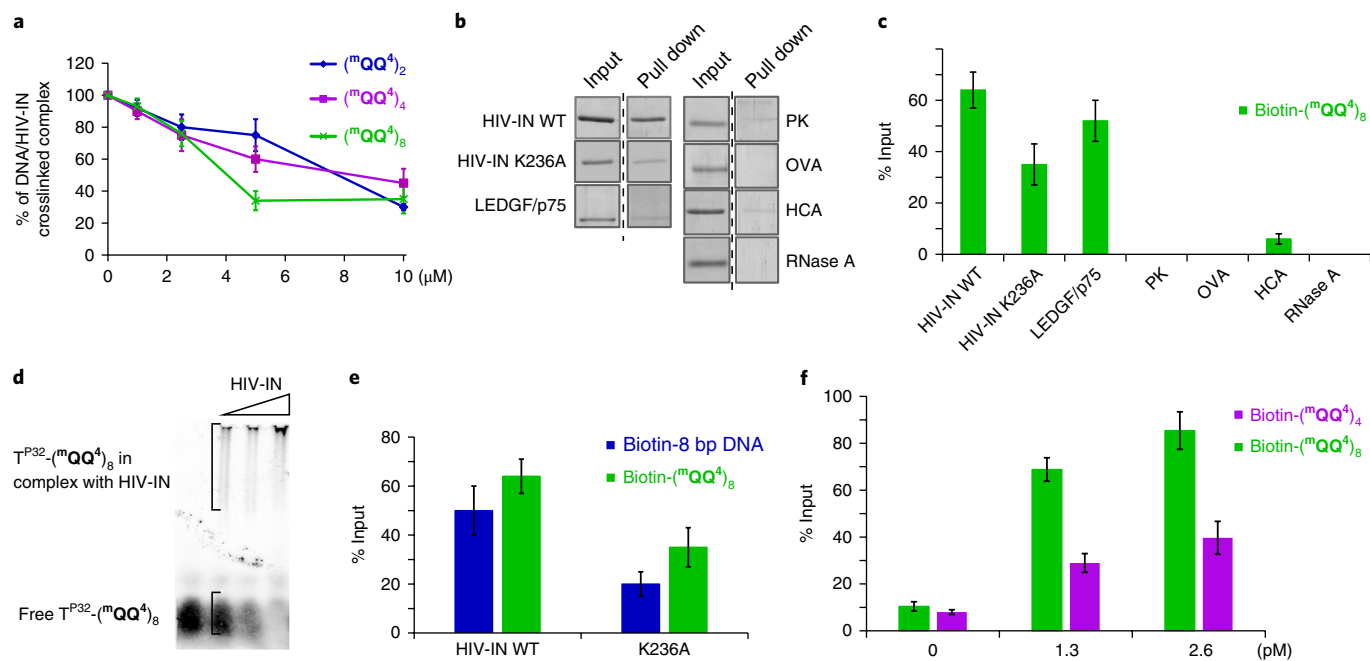 a
% of DNA/HIV-IN
crosslinked complex
120
100
80
60
40
20
0
0 2 4 6 8 10 (μM)
(ᵐQQ⁴)₂
(ᵐQQ⁴)₄
(ᵐQQ⁴)₈
b
Input Pull down Input Pull down
HIV-IN WT
HIV-IN K236A
LEDGF/p75
PK
OVA
HCA
RNase A
c
% Input
60
40
20
0
Biotin-(ᵐQQ⁴)₈
HIV-IN WT HIV-IN K236A LEDGF/p75 PK OVA HCA RNase A
d
HIV-IN
Tᴾ³²-(ᵐQQ⁴)₈ in
complex with HIV-IN
Free Tᴾ³²-(ᵐQQ⁴)₈
e
% Input
80
60
40
20
0
Biotin-8 bp DNA
Biotin-(ᵐQQ⁴)₈
HIV-IN WT K236A
f
% Input
100
80
60
40
20
0
Biotin-(ᵐQQ⁴)₄
Biotin-(ᵐQQ⁴)₈
0 1.3 2.6 (pM)